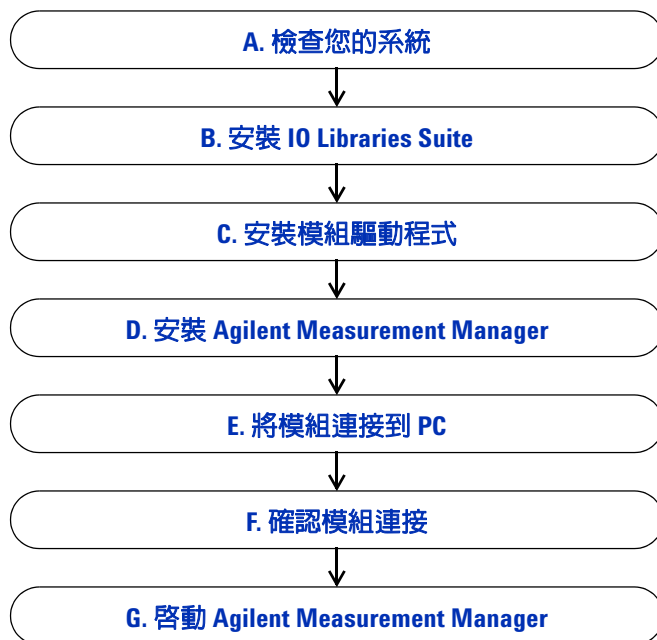 A. 檢查您的系統
B. 安裝 IO Libraries Suite
C. 安裝模組驅動程式
D. 安裝 Agilent Measurement Manager
E. 將模組連接到 PC
F. 確認模組連接
G. 啓動 Agilent Measurement Manager